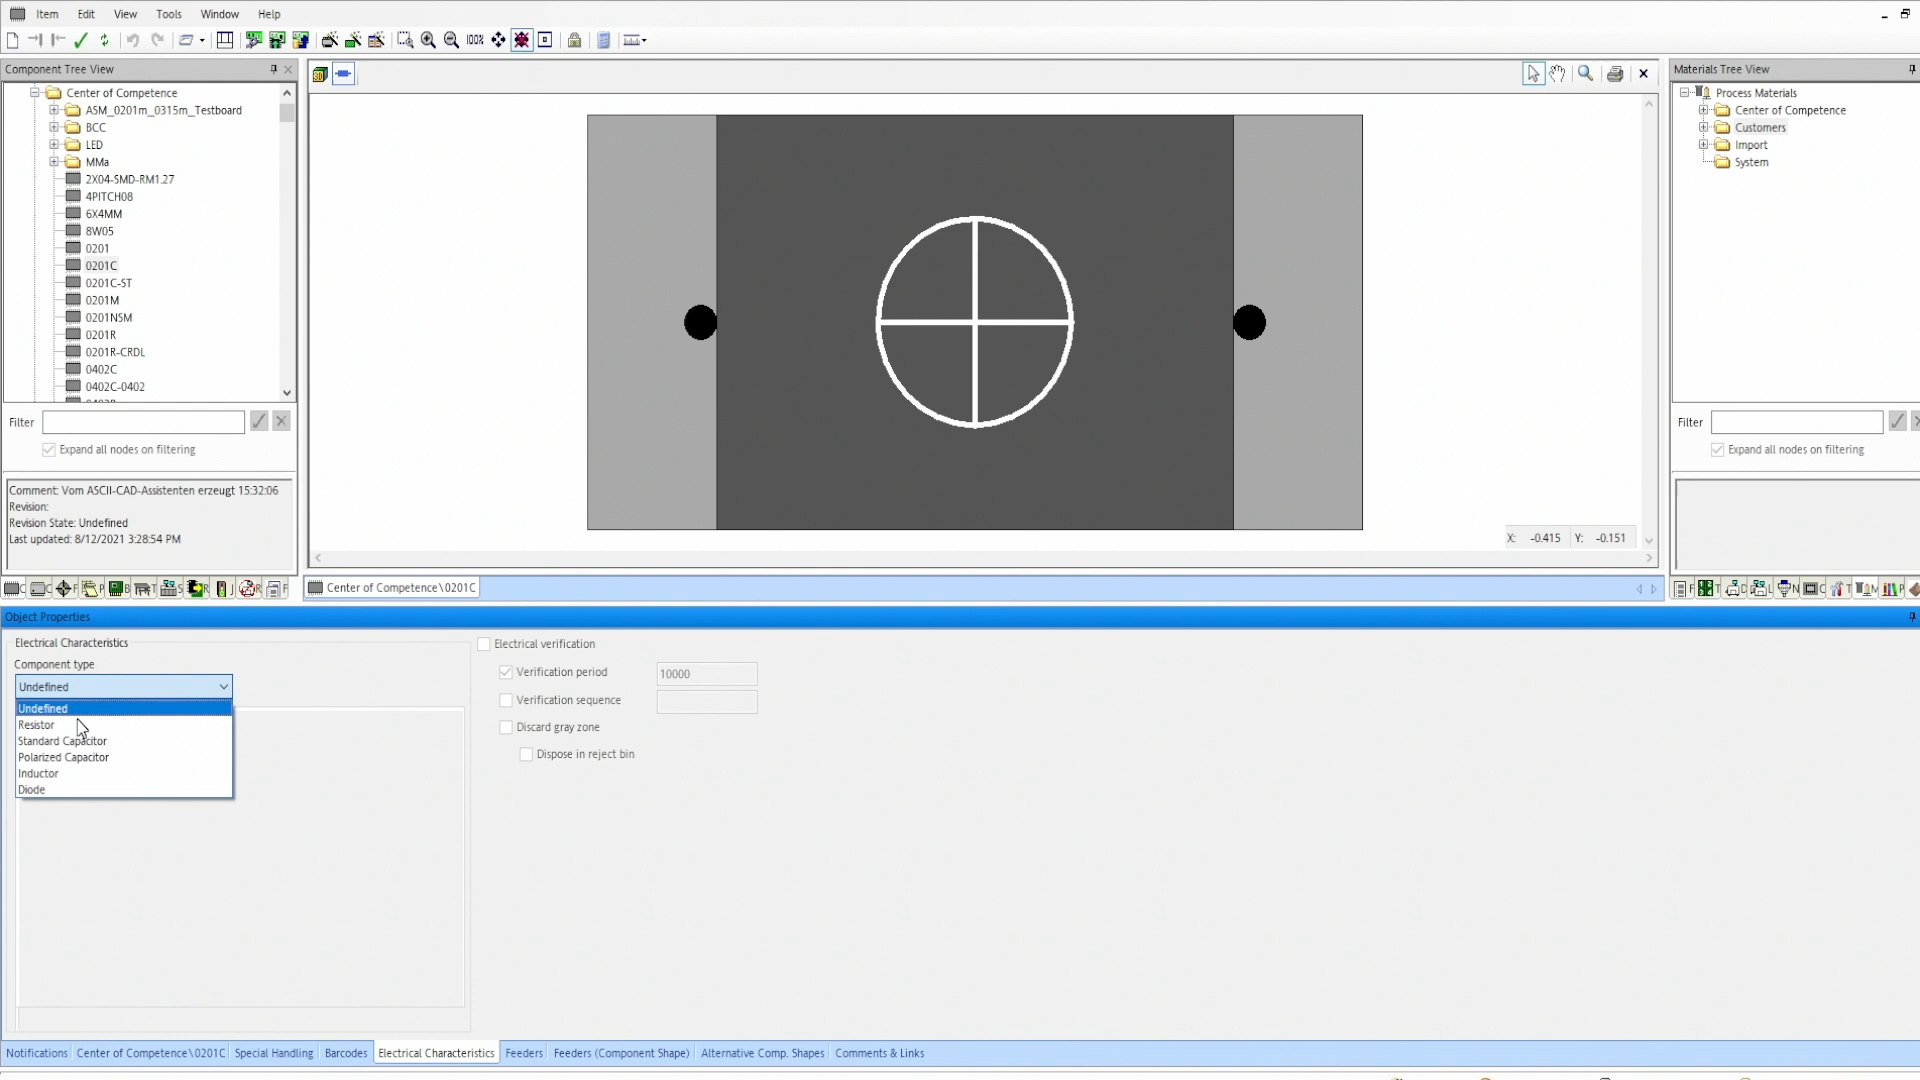 Item Edit View Tools Window Help
100%
Component Tree View
Center of Competence
ASM_0201m_0315m_Testboard
BCC
LED
MMa
2X04-SMD-RM1.27
4PITCH08
6X4MM
8W05
0201
0201C
0201C-ST
0201M
0201NSM
0201R
0201R-CRDL
0402C
0402C-0402
Filter
Expand all nodes on filtering
Comment: Vom ASCII-CAD-Assistenten erzeugt 15:32:06
Revision:
Revision State: Undefined
Last updated: 8/12/2021 3:28:54 PM
X: -0.415 Y: -0.151
Center of Competence\0201C
Materials Tree View
Process Materials
Center of Competence
Customers
Import
System
Filter
Expand all nodes on filtering
Object Properties
Electrical Characteristics
Component type
Undefined
Undefined
Resistor
Standard Capacitor
Polarized Capacitor
Inductor
Diode
Electrical verification
Verification period 10000
Verification sequence
Discard gray zone
Dispose in reject bin
Notifications Center of Competence\0201C Special Handling Barcodes Electrical Characteristics Feeders Feeders (Component Shape) Alternative Comp. Shapes Comments & Links